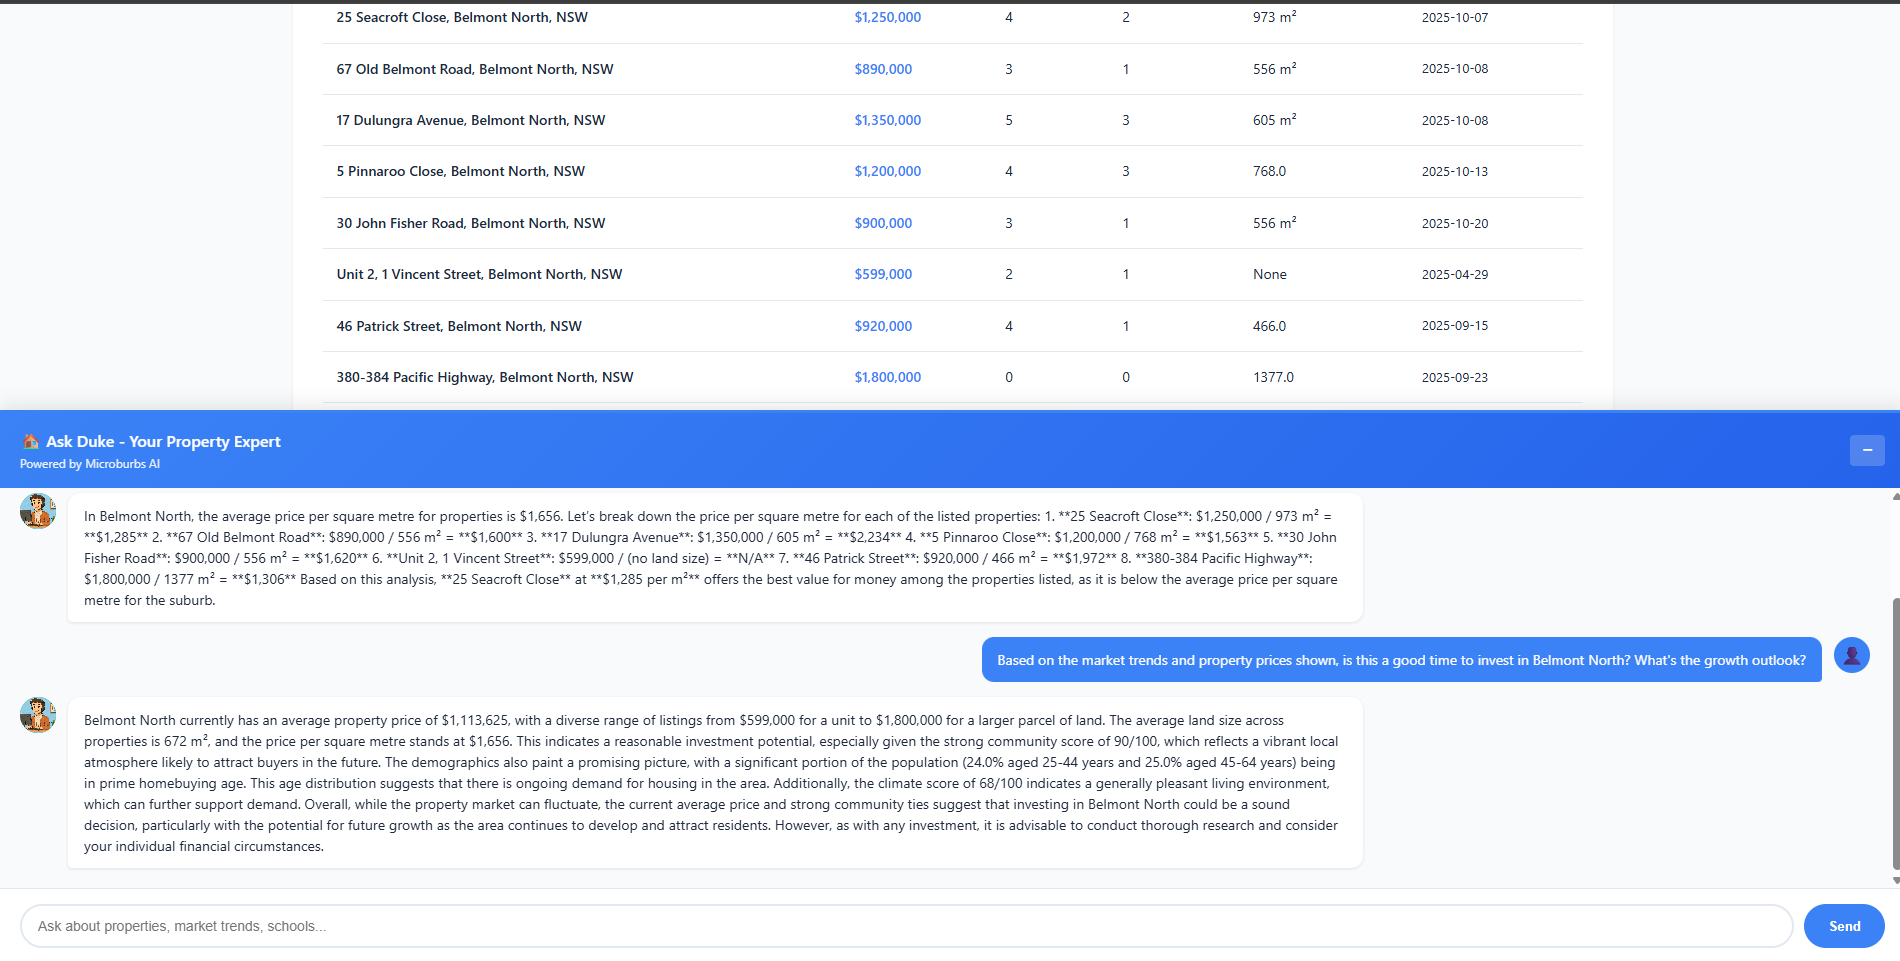 25 Seacroft Close, Belmont North, NSW $1,250,000 4 2 973 m² 2025-10-07
67 Old Belmont Road, Belmont North, NSW $890,000 3 1 556 m² 2025-10-08
17 Dulungra Avenue, Belmont North, NSW $1,350,000 5 3 605 m² 2025-10-08
5 Pinnaroo Close, Belmont North, NSW $1,200,000 4 3 768.0 2025-10-13
30 John Fisher Road, Belmont North, NSW $900,000 3 1 556 m² 2025-10-20
Unit 2, 1 Vincent Street, Belmont North, NSW $599,000 2 1 None 2025-04-29
46 Patrick Street, Belmont North, NSW $920,000 4 1 466.0 2025-09-15
380-384 Pacific Highway, Belmont North, NSW $1,800,000 0 0 1377.0 2025-09-23
Ask Duke - Your Property Expert
Powered by Microburbs AI
−
In Belmont North, the average price per square metre for properties is $1,656. Let's break down the price per square metre for each of the listed properties: 1. **25 Seacroft Close**: $1,250,000 / 973 m² =
**$1,285** 2. **67 Old Belmont Road**: $890,000 / 556 m² = **$1,600** 3. **17 Dulungra Avenue**: $1,350,000 / 605 m² = **$2,234** 4. **5 Pinnaroo Close**: $1,200,000 / 768 m² = **$1,563** 5. **30 John
Fisher Road**: $900,000 / 556 m² = **$1,620** 6. **Unit 2, 1 Vincent Street**: $599,000 / (no land size) = **N/A** 7. **46 Patrick Street**: $920,000 / 466 m² = **$1,972** 8. **380-384 Pacific Highway**:
$1,800,000 / 1377 m² = **$1,306** Based on this analysis, **25 Seacroft Close** at **$1,285 per m²** offers the best value for money among the properties listed, as it is below the average price per square
metre for the suburb.
Based on the market trends and property prices shown, is this a good time to invest in Belmont North? What's the growth outlook?
Belmont North currently has an average property price of $1,113,625, with a diverse range of listings from $599,000 for a unit to $1,800,000 for a larger parcel of land. The average land size across
properties is 672 m², and the price per square metre stands at $1,656. This indicates a reasonable investment potential, especially given the strong community score of 90/100, which reflects a vibrant local
atmosphere likely to attract buyers in the future. The demographics also paint a promising picture, with a significant portion of the population (24.0% aged 25-44 years and 25.0% aged 45-64 years) being
in prime homebuying age. This age distribution suggests that there is ongoing demand for housing in the area. Additionally, the climate score of 68/100 indicates a generally pleasant living environment,
which can further support demand. Overall, while the property market can fluctuate, the current average price and strong community ties suggest that investing in Belmont North could be a sound
decision, particularly with the potential for future growth as the area continues to develop and attract residents. However, as with any investment, it is advisable to conduct thorough research and consider
your individual financial circumstances.
Ask about properties, market trends, schools...
Send